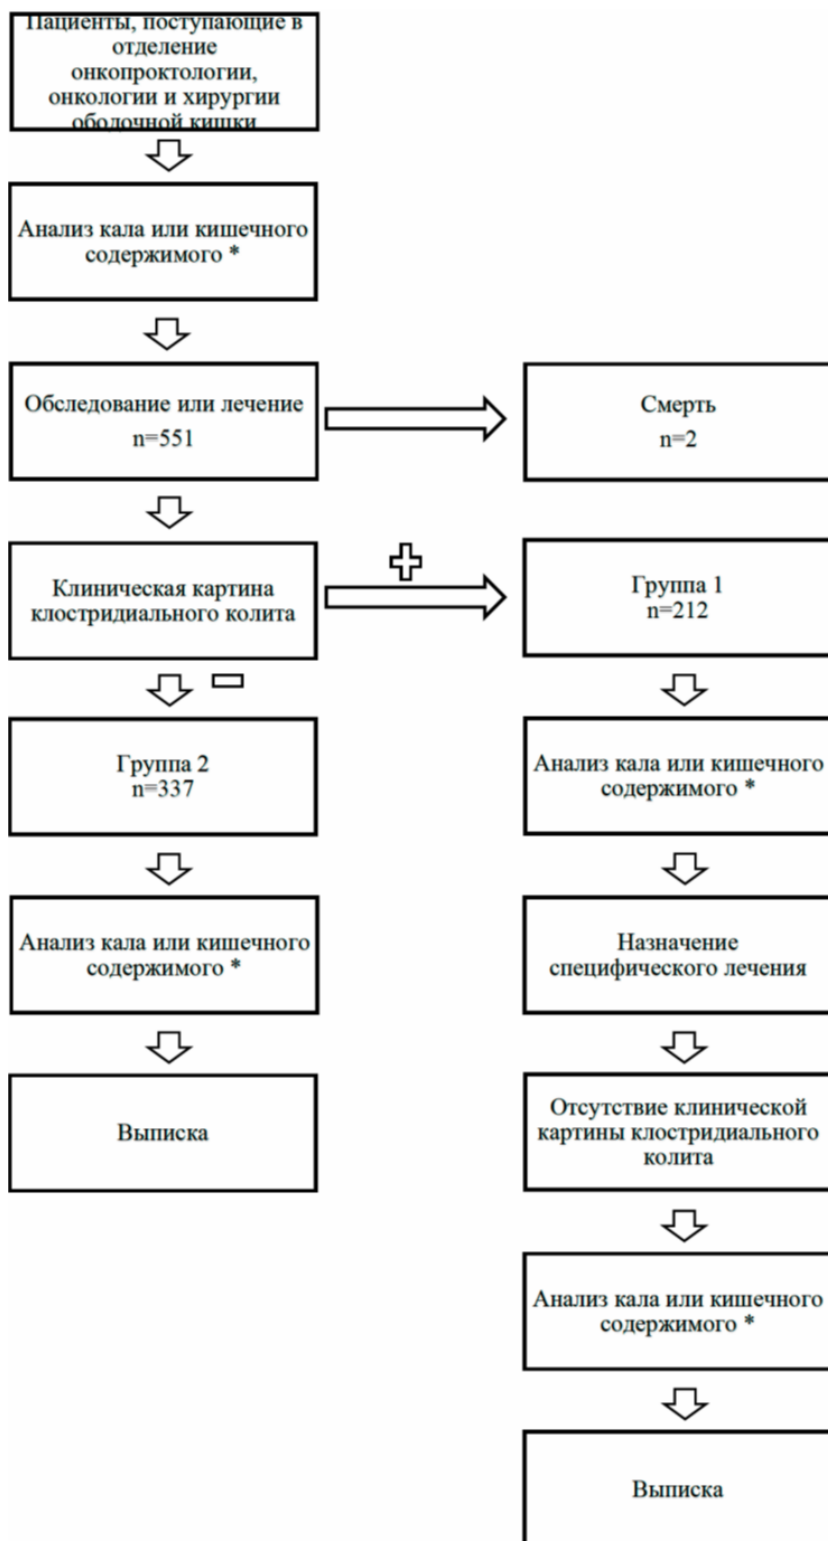 Пациенты, поступающие в
отделение
онкопроктологии,
онкологии и хирургии
ободочной кишки
Анализ кала или кишечного
содержимого *
Обследование или лечение
n=551
Смерть
n=2
Клиническая картина
клостридиального колита
Группа 1
n=212
Группа 2
n=337
Анализ кала или кишечного
содержимого *
Анализ кала или кишечного
содержимого *
Назначение
специфического лечения
Выписка
Отсутствие клинической
картины клостридиального
колита
Анализ кала или кишечного
содержимого *
Выписка